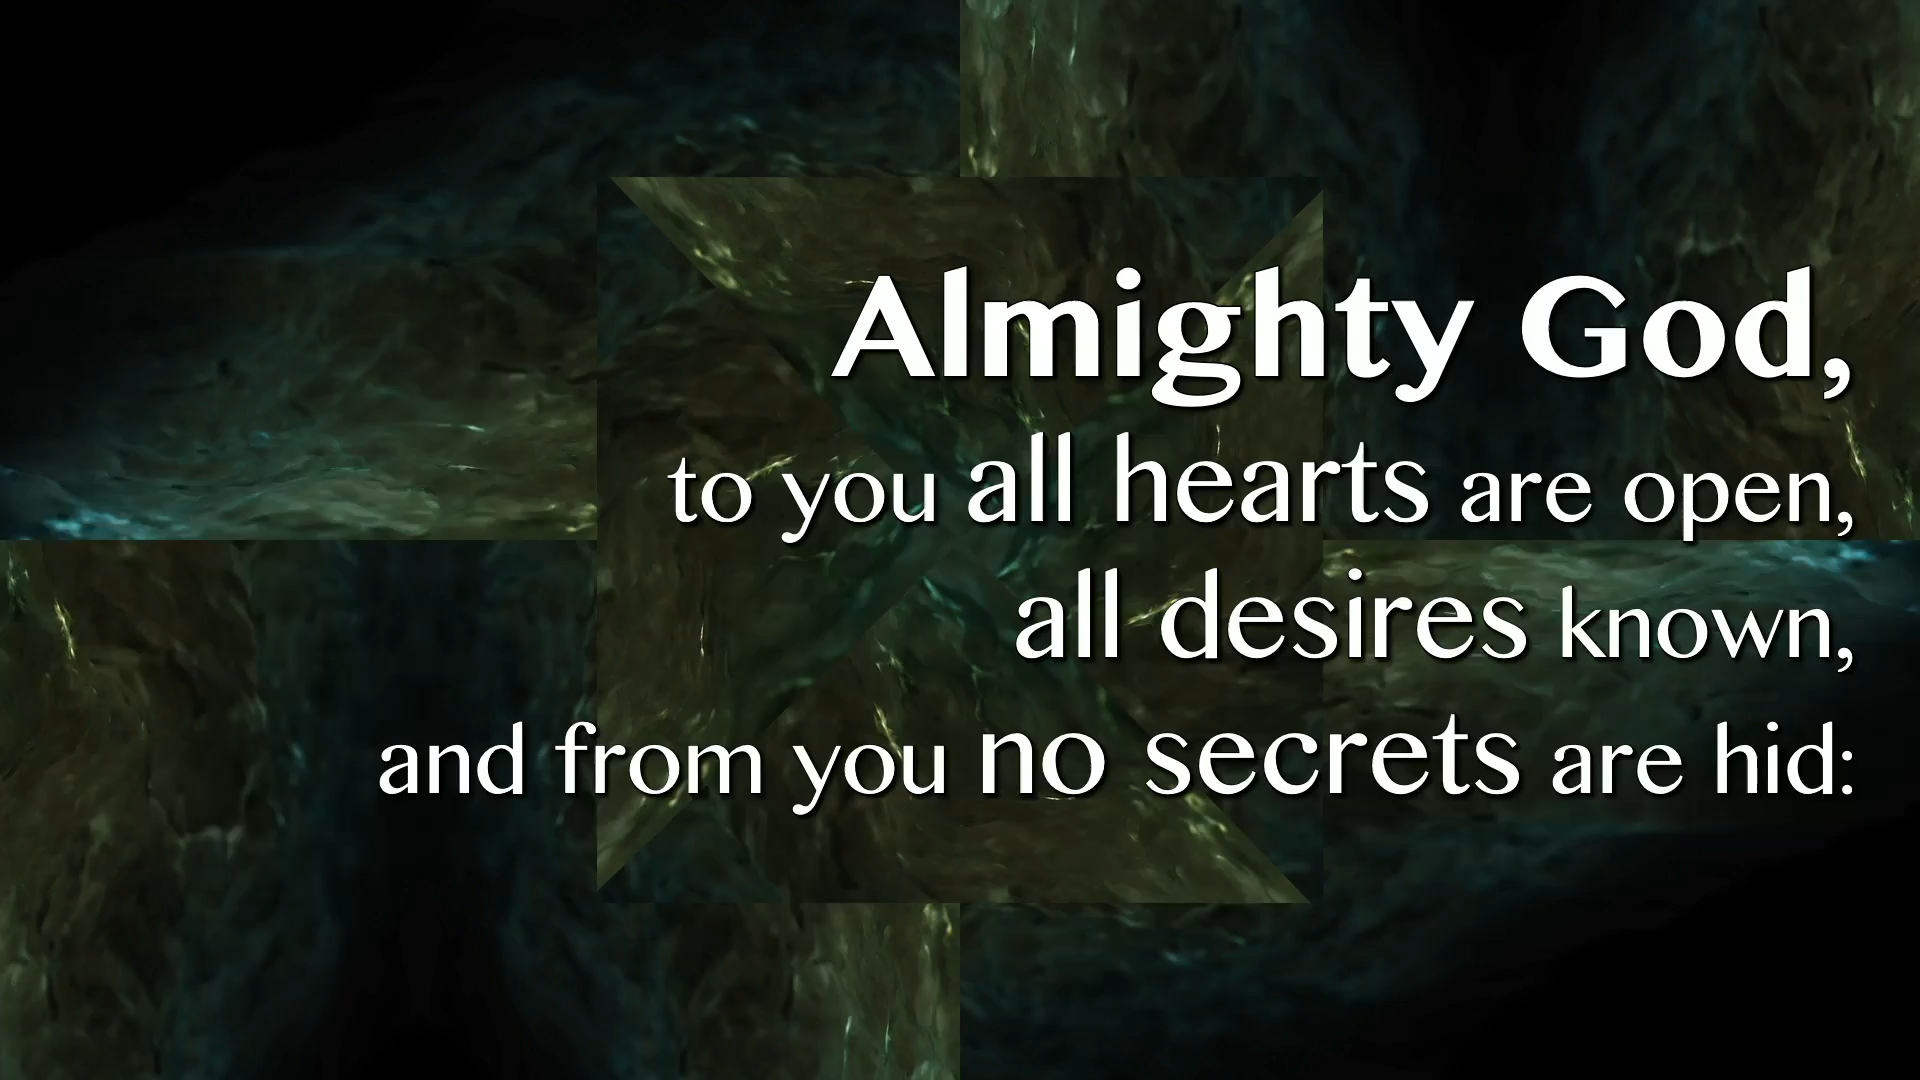 Almighty God,
to you all hearts are open,
all desires known,
and from you no secrets are hid: